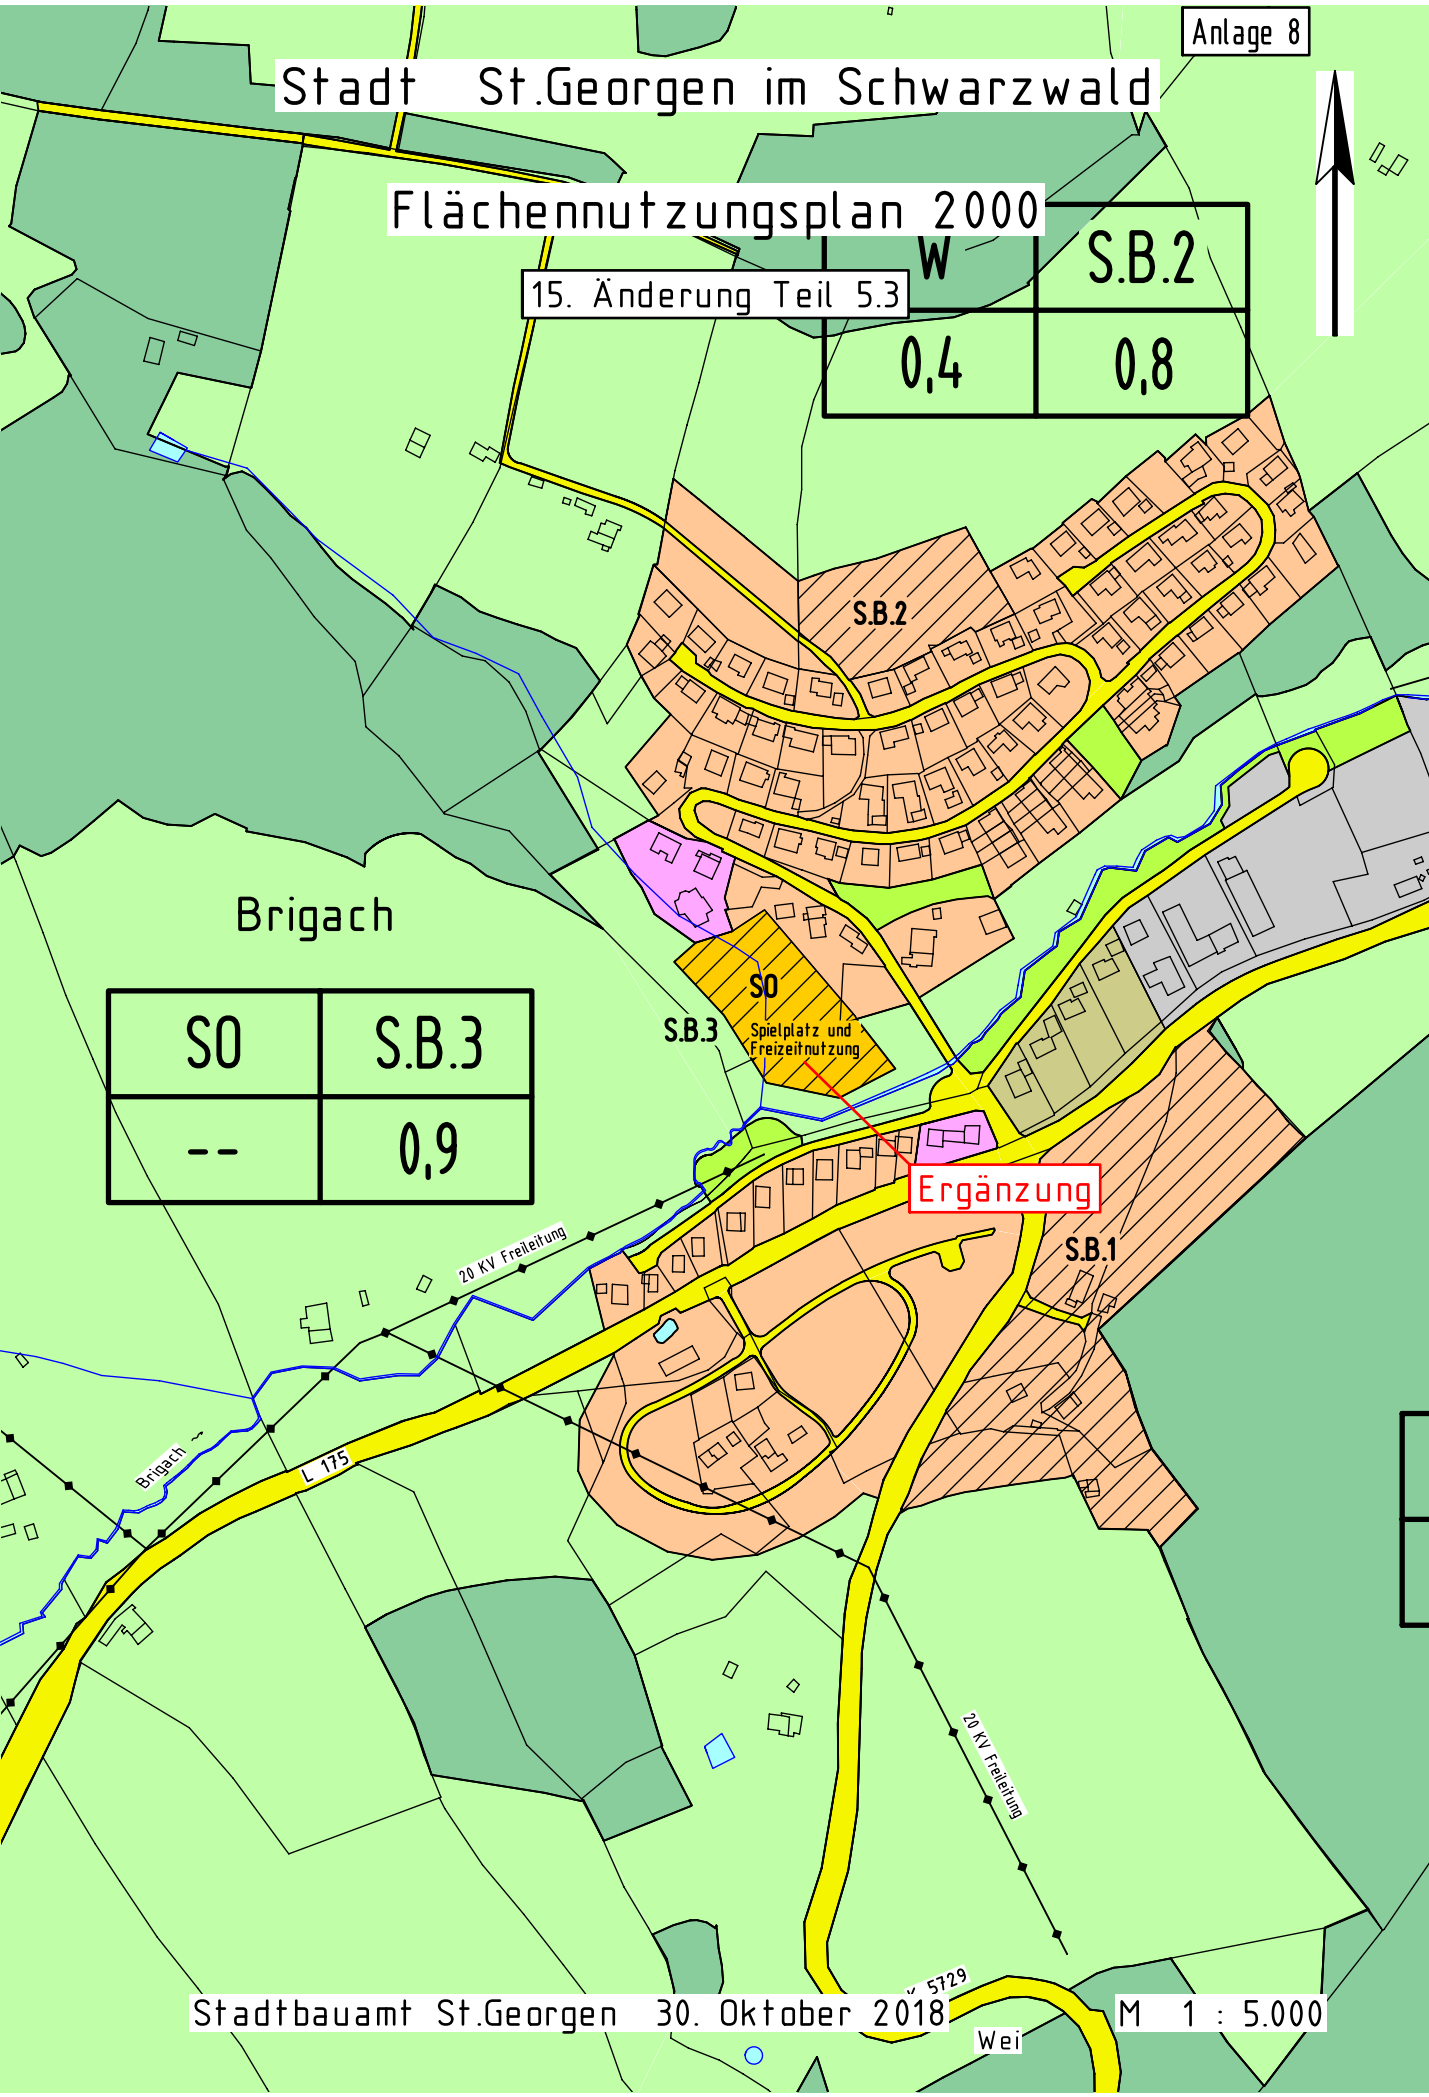 Anlage 8
Stadt St.Georgen im Schwarzwald
Flächennutzungsplan 2000
W S.B.2
15. Änderung Teil 5.3
0,4 0,8
S.B.2
Brigach
SO S.B.3
-- 0,9
SO
S.B.3
Spielplatz und
Freizeitnutzung
Ergänzung
S.B.1
20 KV Freileitung
Brigach
L 175
20 KV Freileitung
K 5729
Stadtbauamt St.Georgen 30. Oktober 2018
M 1 : 5.000
Wei